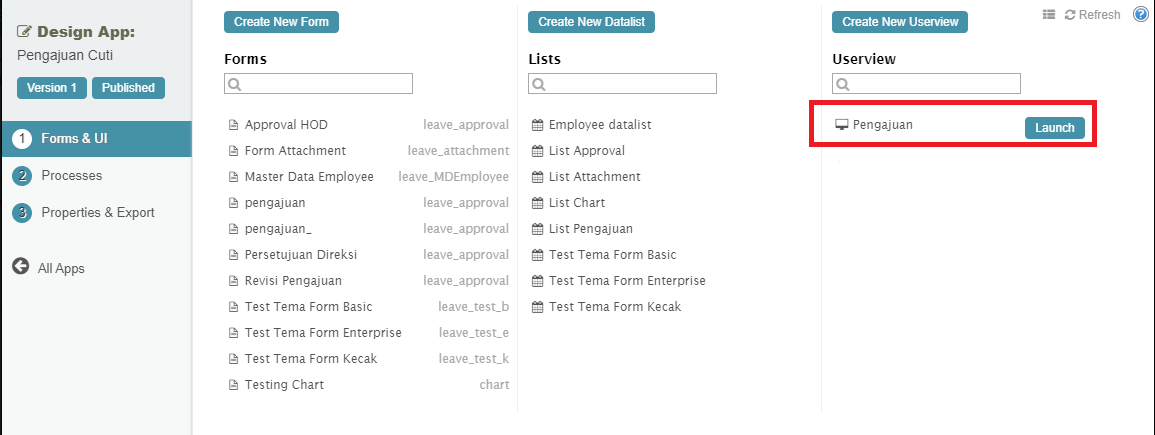 Design App:
Pengajuan Cuti
Version 1 Published
1 Forms & UI
2 Processes
3 Properties & Export
All Apps
Create New Form
Forms
Approval HOD leave_approval
Form Attachment leave_attachment
Master Data Employee leave_MDEmployee
pengajuan leave_approval
pengajuan_ leave_approval
Persetujuan Direksi leave_approval
Revisi Pengajuan leave_approval
Test Tema Form Basic leave_test_b
Test Tema Form Enterprise leave_test_e
Test Tema Form Kecak leave_test_k
Testing Chart chart
Create New Datalist
Lists
Employee datalist
List Approval
List Attachment
List Chart
List Pengajuan
Test Tema Form Basic
Test Tema Form Enterprise
Test Tema Form Kecak
Create New Userview
Userview
Pengajuan Launch
Refresh ?